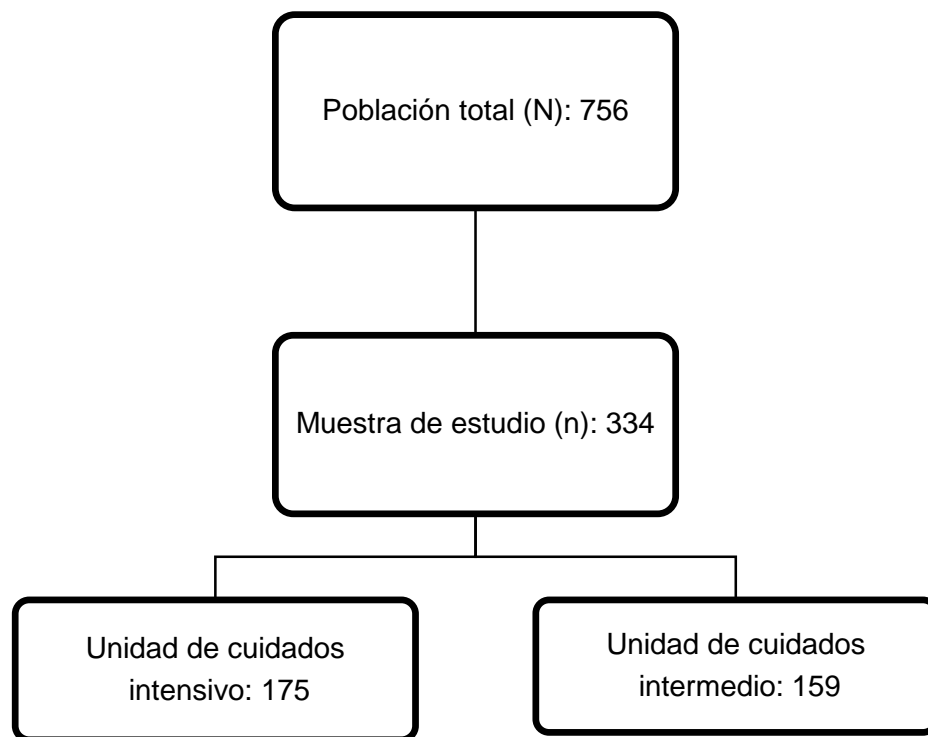 Población total (N): 756
Muestra de estudio (n): 334
Unidad de cuidados
intensivo: 175
Unidad de cuidados
intermedio: 159